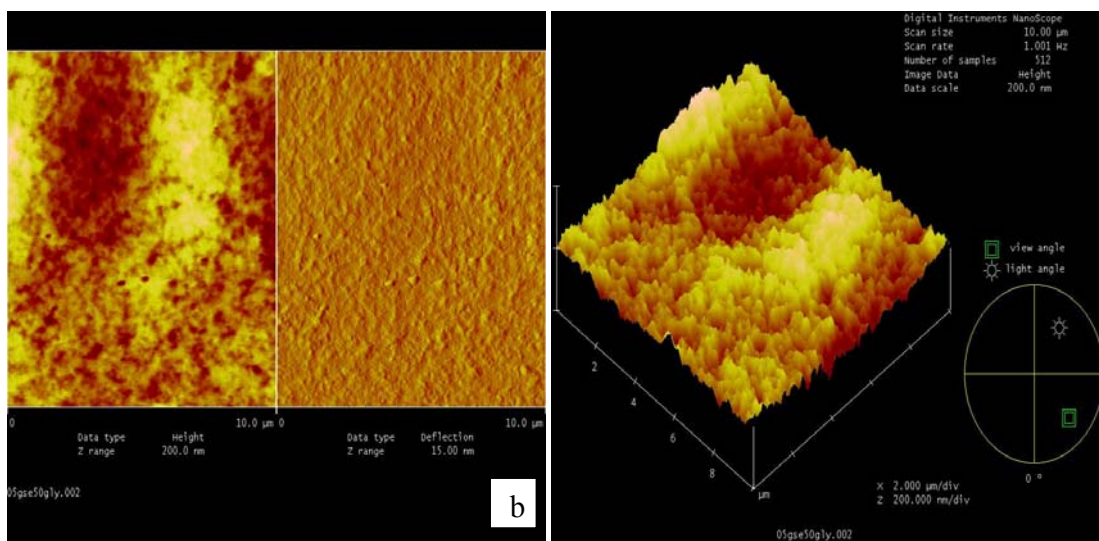 0 10.0 µm 0 10.0 µm
Data type Height Data type Deflection
Z range 200.0 nm Z range 15.00 nm
05gse50gly.002
b
Digital Instruments NanoScope
Scan size 10.00 µm
Scan rate 1.001 Hz
Number of samples 512
Image Data Height
Data scale 200.0 nm
view angle
light angle
2
4
6
8
µm
X 2.000 µm/div
Z 200.000 nm/div
0 °
05gse50gly.002